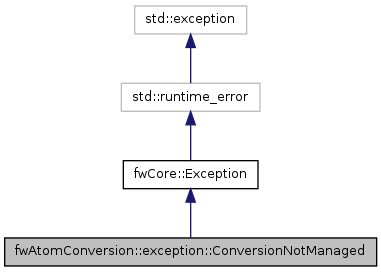 std::exception
std::runtime_error
fwCore::Exception
fwAtomConversion::exception::ConversionNotManaged